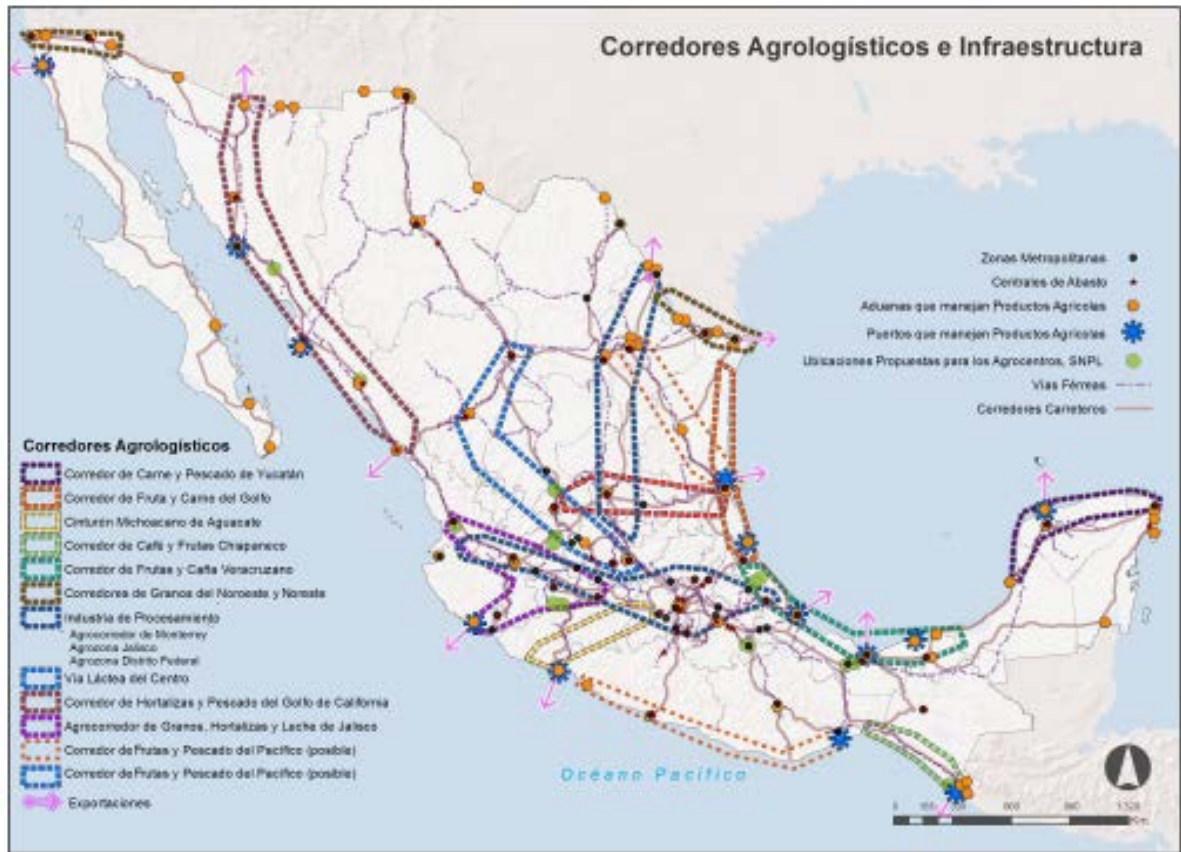 Corredores Agrologísticos e Infraestructura
Zonas Metropolitanas
Centrales de Abasto
Aduanas que manejan Productos Agrícolas
Puertos que manejan Productos Agrícolas
Ubicaciones Propuestas para los Agrocentros, SNPL
Vías Férreas
Corredores Carreteros
Corredores Agrologísticos
Corredor de Carne y Pescado de Yucatán
Corredor de Fruta y Carne del Golfo
Cinturón Michoacano de Aguacate
Corredor de Café y Frutas Chiapaneco
Corredor de Frutas y Caña Veracruzano
Corredores de Granos del Noroeste y Noreste
Industria de Procesamiento
Agrocorredor de Monterrey
Agrozona Jalisco
Agrozona Distrito Federal
Vía Láctea del Centro
Corredor de Hortalizas y Pescado del Golfo de California
Agrocorredor de Granos, Hortalizas y Leche de Jalisco
Corredor de Frutas y Pescado del Pacífico (posible)
Corredor de Frutas y Pescado del Pacífico (posible)
Exportaciones
Océano Pacífico